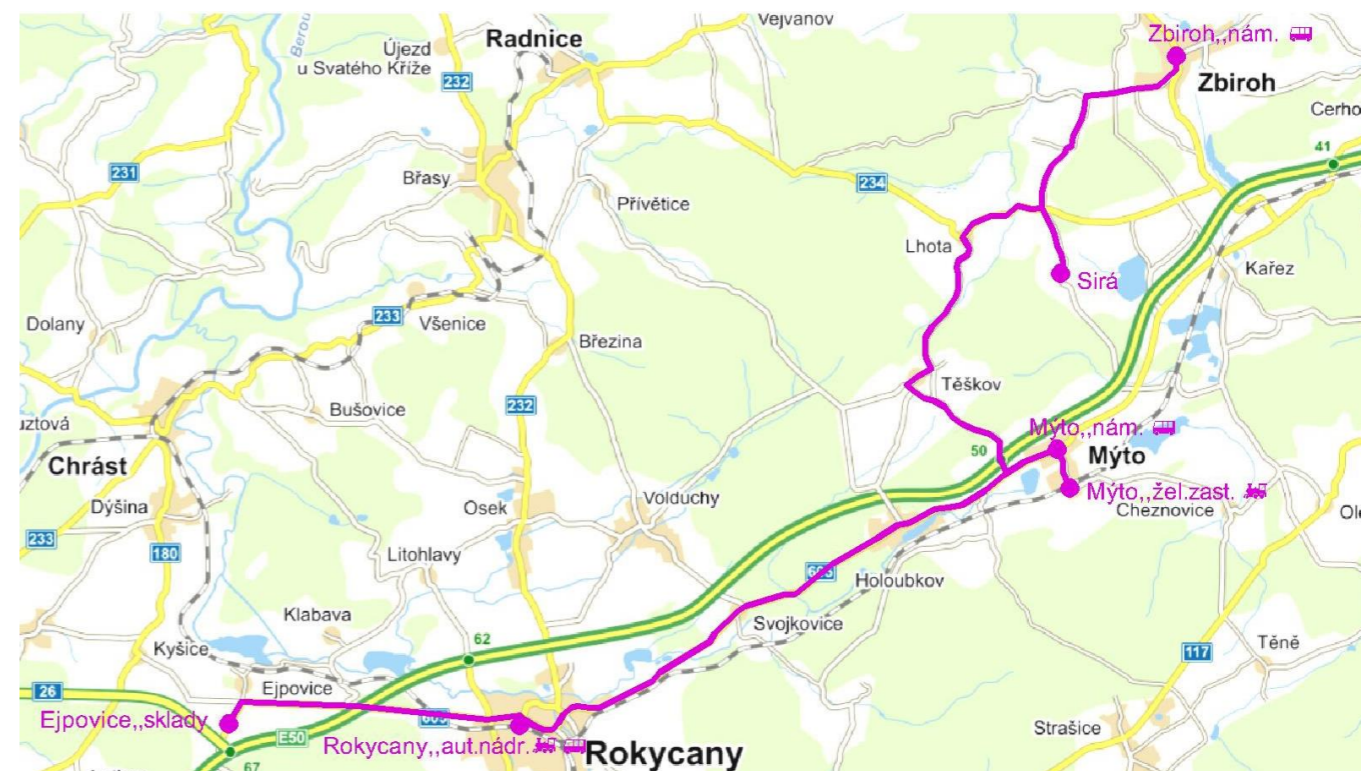 Vejvanov
Zbiroh,,nám.
Berou
Újezd
u Svatého Kříže
Radnice
232
Zbiroh
Cerho
41
231
Břasy
234
Přívětice
Lhota
Kařez
Sirá
Dolany
233
Všenice
Březina
Těškov
Bušovice
232
uztová
Mýto,,nám.
50
Mýto
Chrást
Volduchy
Mýto,,žel.zast.
Dýšina
Osek
Cheznovice
Ol
233
180
Litohlavy
605
Holoubkov
Klabava
Svojkovice
62
Těně
Kyšice
117
26
Ejpovice
Ejpovice,,sklady
605
Strašice
E50
Rokycany,,aut.nádr.
Rokycany
67